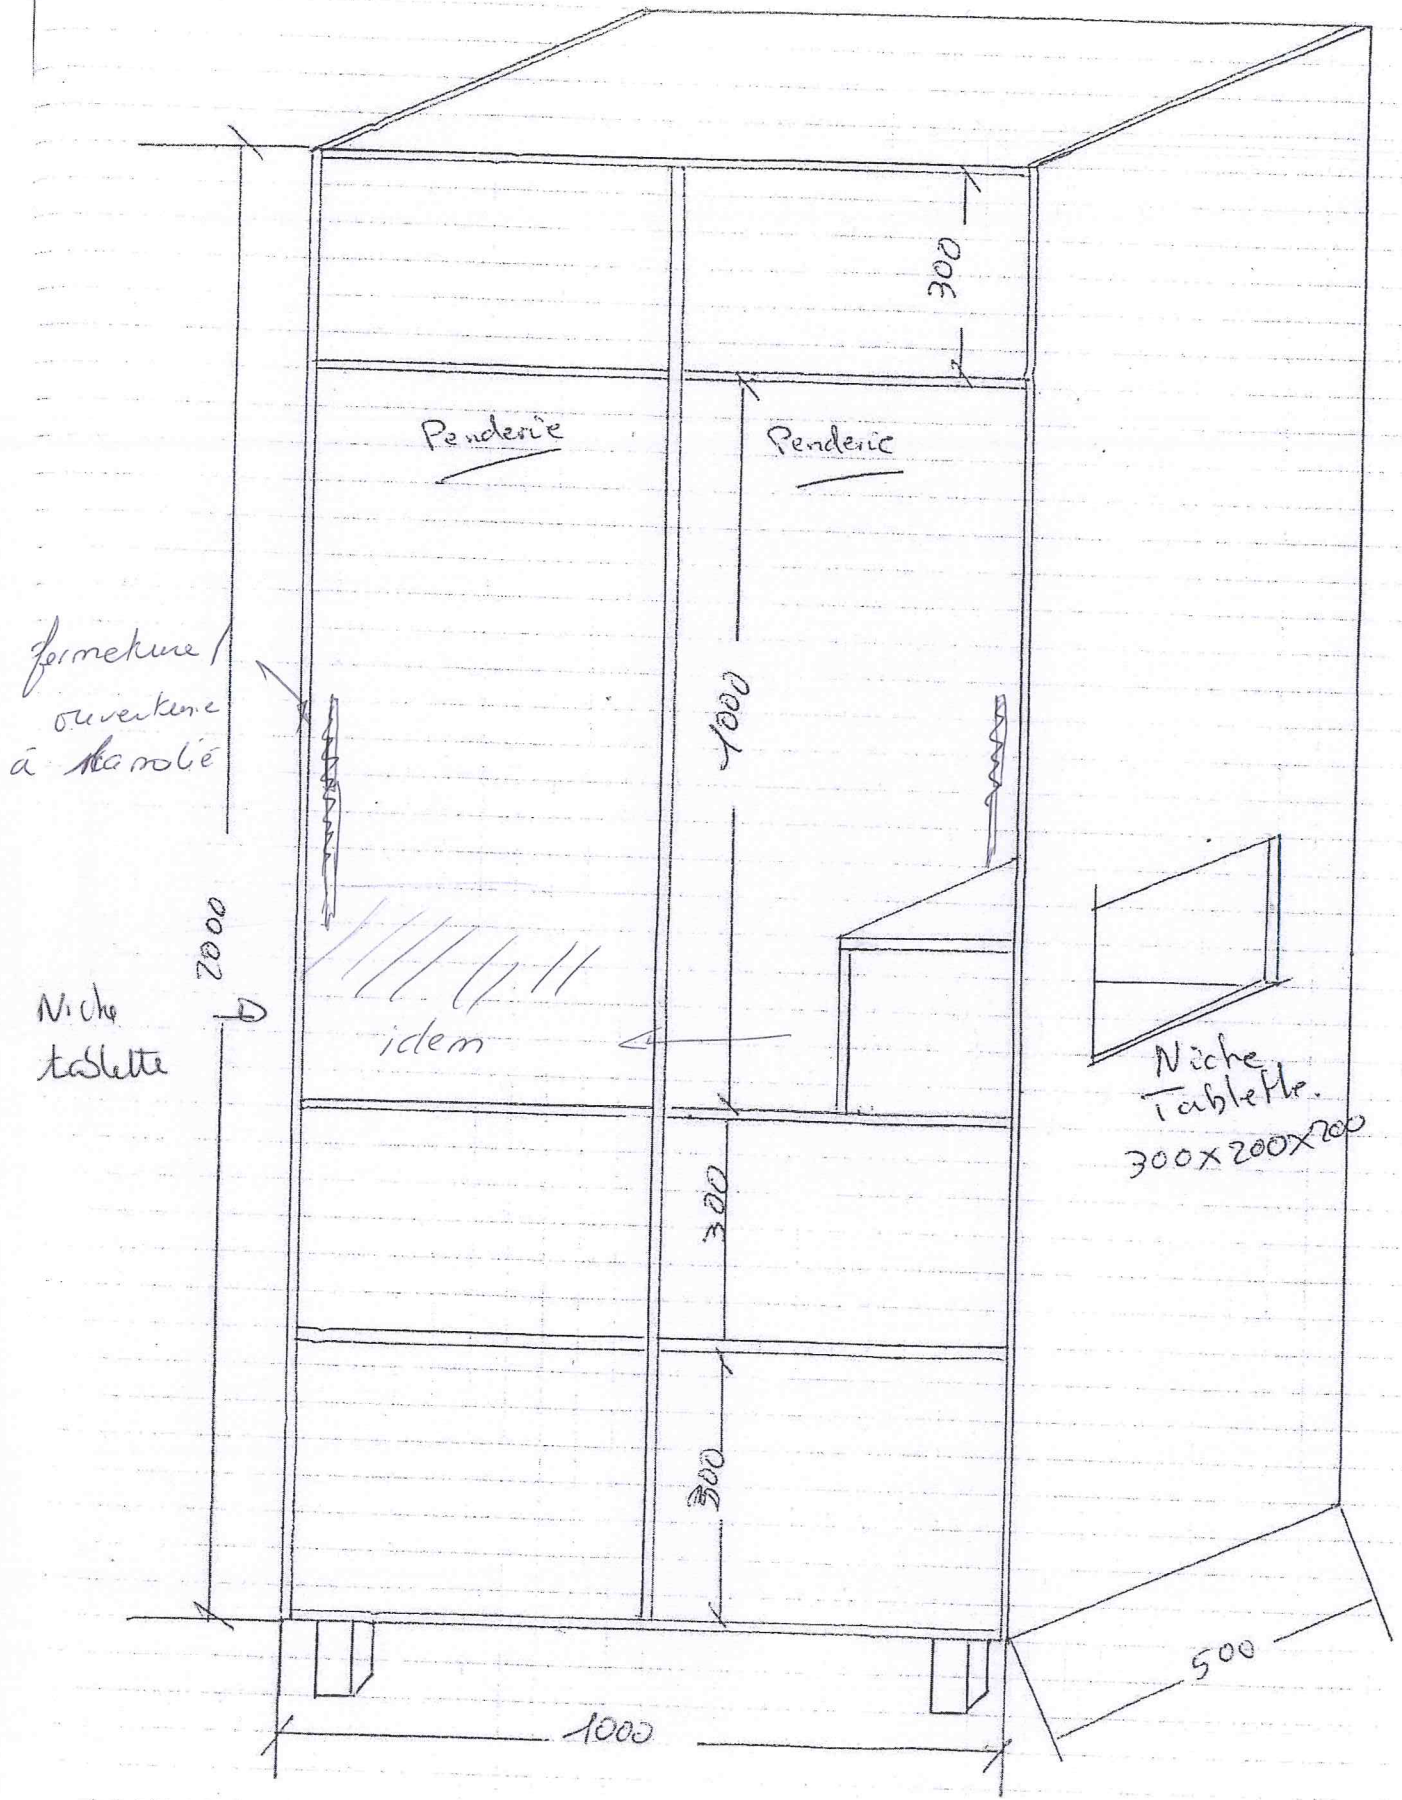 300
Penderie
Penderie
fermeture /
ouverture
à
1000
2000
Niche
tablette
idem
Niche
Tablette.
300x200x200
300
300
500
1000